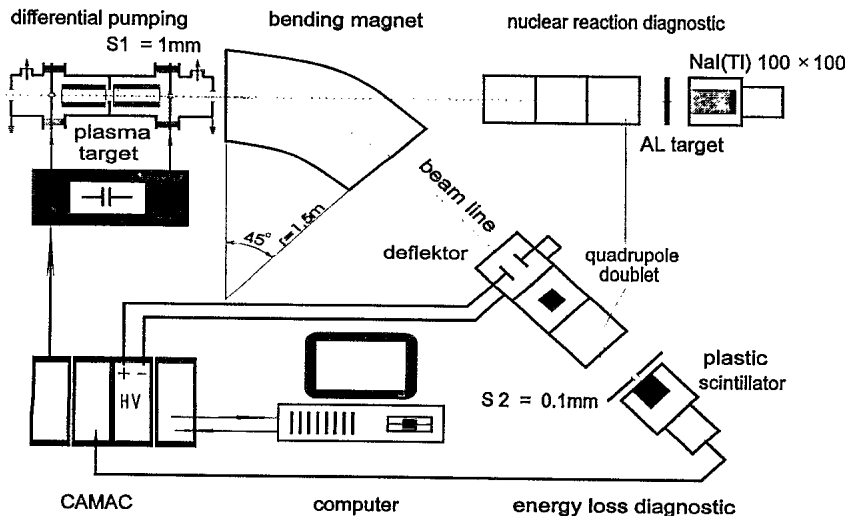 differential pumping
bending magnet
nuclear reaction diagnostic
S1 = 1mm
NaI(Tl) 100 × 100
plasma
target
AL target
beam line
45°
r=1.5m
deflektor
quadrupole
doublet
plastic
scintillator
S2 = 0.1mm
+ -
HV
CAMAC
computer
energy loss diagnostic